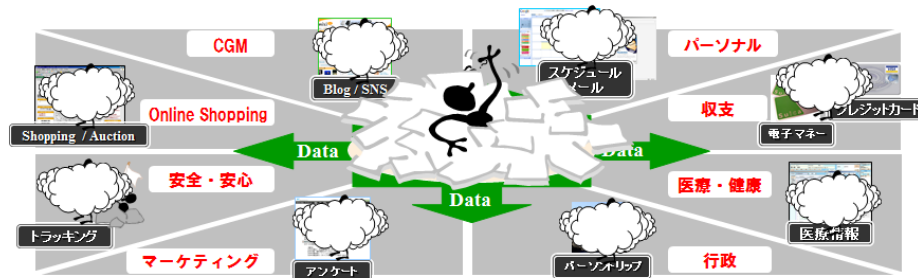 CGM
パーソナル
Blog / SNS
スケジュール
メール
Online Shopping
収支
Shopping / Auction
電子マネー
クレジットカード
Data
Data
安全・安心
医療・健康
Data
トラッキング
医療情報
マーケティング
アンケート
パーソントリップ
行政